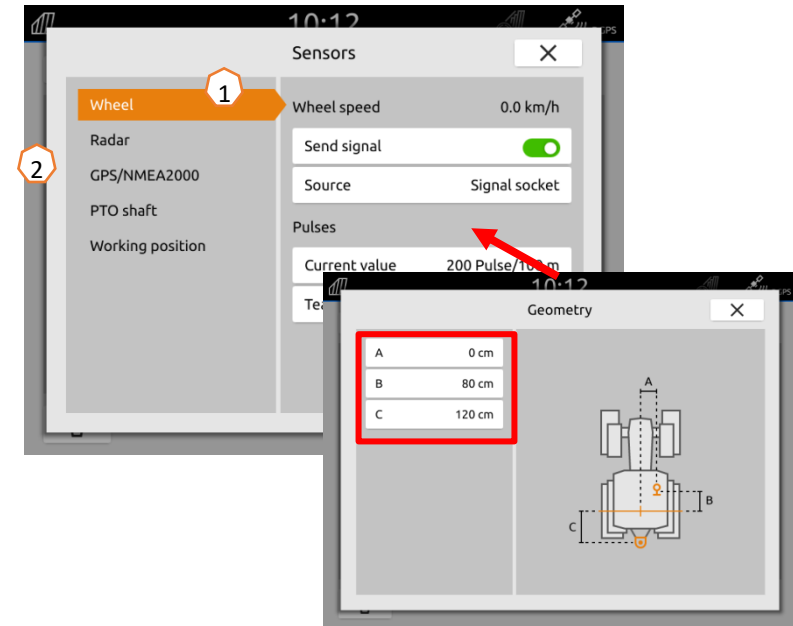 10:12
GPS
Sensors
1
Wheel
Wheel speed 0.0 km/h
Radar
Send signal
2
GPS/NMEA2000
Source Signal socket
PTO shaft
Pulses
Working position
Current value 200 Pulse/100 m
10:12
GPS
Geometry
A 0 cm
B 80 cm
C 120 cm
A
B
C